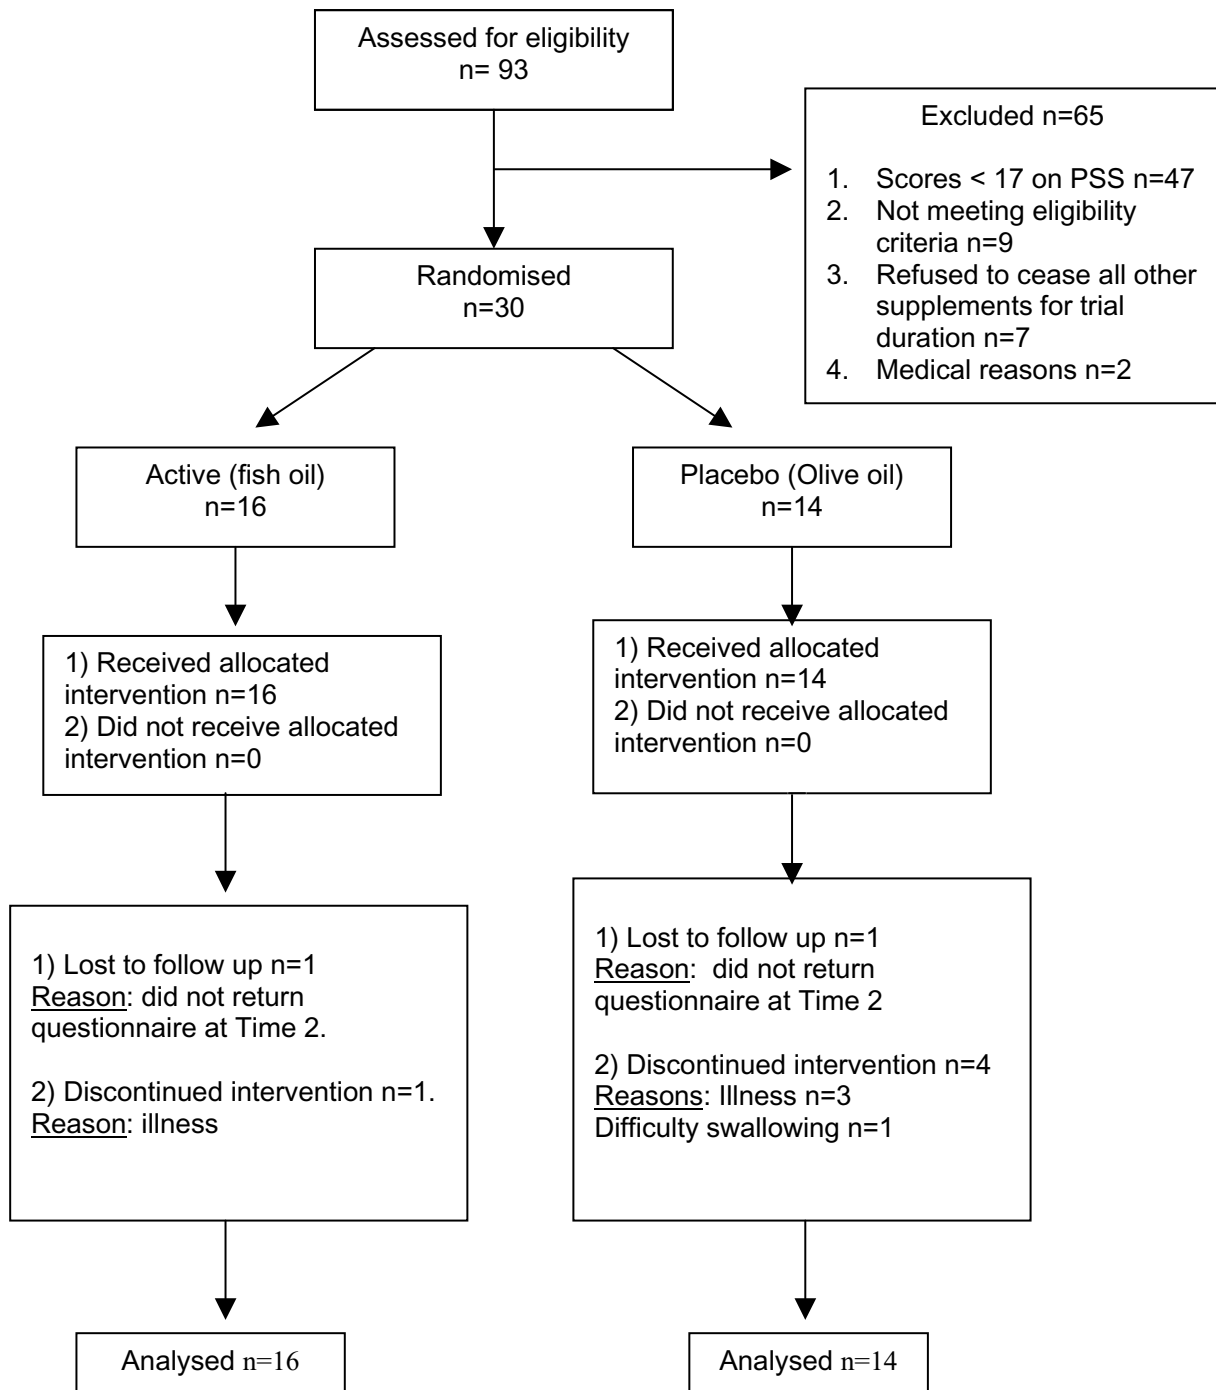 Assessed for eligibility
n= 93
Excluded n=65
1. Scores < 17 on PSS n=47
2. Not meeting eligibility
criteria n=9
3. Refused to cease all other
supplements for trial
duration n=7
4. Medical reasons n=2
Randomised
n=30
Active (fish oil)
n=16
Placebo (Olive oil)
n=14
1) Received allocated
intervention n=16
2) Did not receive allocated
intervention n=0
1) Received allocated
intervention n=14
2) Did not receive allocated
intervention n=0
1) Lost to follow up n=1
Reason: did not return
questionnaire at Time 2.
2) Discontinued intervention n=1.
Reason: illness
1) Lost to follow up n=1
Reason: did not return
questionnaire at Time 2
2) Discontinued intervention n=4
Reasons: Illness n=3
Difficulty swallowing n=1
Analysed n=16
Analysed n=14